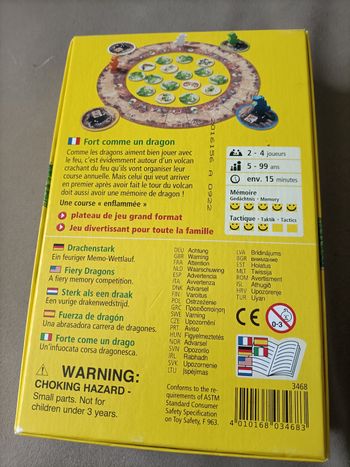 016156 A 0922
Fort comme un dragon
Comme les dragons aiment bien jouer avec
le feu, c'est évidemment autour d'un volcan
crachant du feu qu'ils vont organiser leur
course annuelle. Mais celui qui veut arriver
en premier après avoir fait le tour du volcan
doit aussi avoir une bonne mémoire de dragon !
Une course « enflammée »
plateau de jeu grand format
Jeu divertissant pour toute la famille
2 - 4 joueurs
5 - 99 ans
env. 15 minutes
Mémoire
Gedächtnis · Memory
Tactique · Taktik · Tactics
Drachenstark
Ein feuriger Memo-Wettlauf.
Fiery Dragons
A fiery memory competition.
Sterk als een draak
Een vurige drakenwedstrijd.
Fuerza de dragón
Una abrasadora carrera de dragones.
Forte come un drago
Un'infuocata corsa dragonesca.
DEU Achtung
GBR Warning
FRA Attention
NLD Waarschuwing
ESP Advertencia
ITA Avvertenza
DNK Advarsel
FIN Varoitus
POL Ostrzeżenie
GRC Προειδοποίηση
SWE Varning
CZE Upozornění
PRT Aviso
HUN Figyelmeztetés
NOR Advarsel
SVN Opozorilo
IRL Rabhadh
SVK Upozornenie
LTU Įspėjimas
LVA Brīdinājums
BGR внимание
EST Hoiatus
MLT Twissija
ROM Avertisment
ISL Athugið
HRV Upozorenje
TUR Uyarı
CE
0-3
WARNING:
CHOKING HAZARD -
Small parts. Not for
children under 3 years.
Conforms to the re-
quirements of ASTM
Standard Consumer
Safety Specification
on Toy Safety, F 963.
3468
4 010168 034683